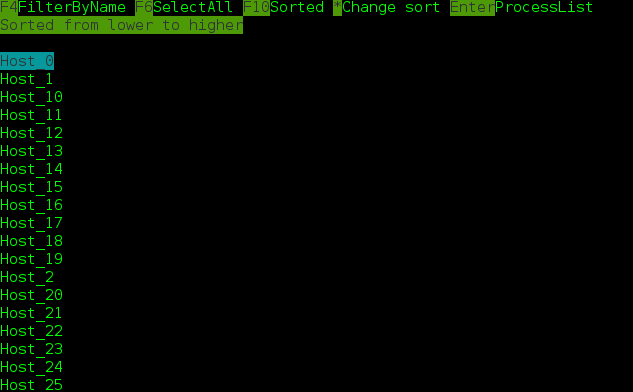 F4FilterByName F6SelectAll F10Sorted *Change sort EnterProcessList
Sorted from lower to higher
Host_0
Host_1
Host_10
Host_11
Host_12
Host_13
Host_14
Host_15
Host_16
Host_17
Host_18
Host_19
Host_2
Host_20
Host_21
Host_22
Host_23
Host_24
Host_25